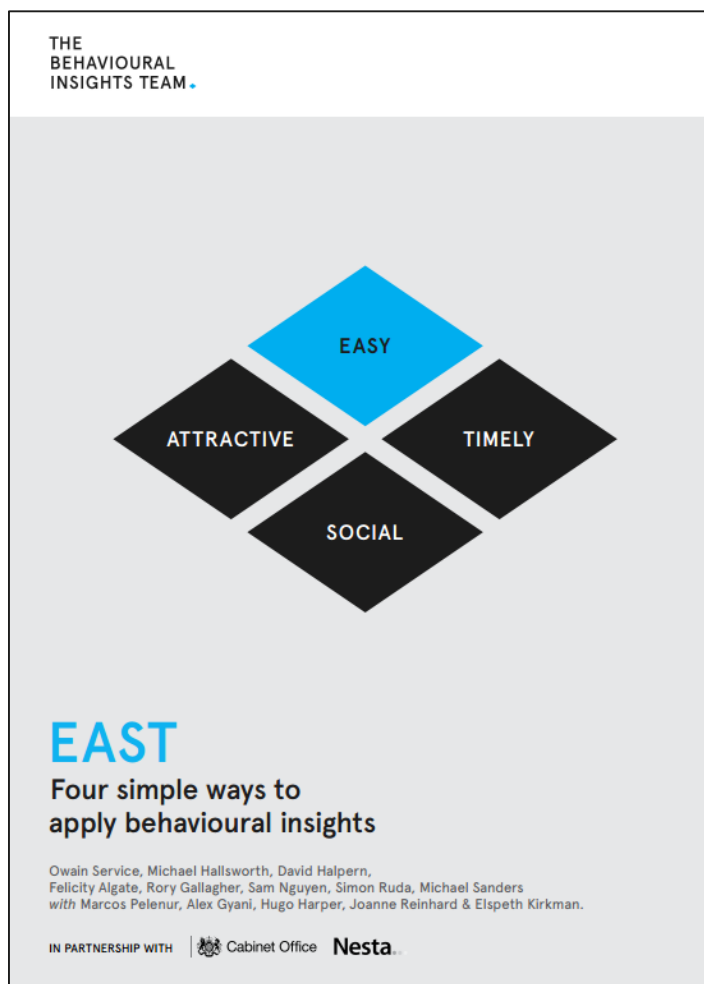 THE
BEHAVIOURAL
INSIGHTS TEAM
EASY
ATTRACTIVE
TIMELY
SOCIAL
EAST
Four simple ways to
apply behavioural insights
Owain Service, Michael Hallsworth, David Halpern,
Felicity Algate, Rory Gallagher, Sam Nguyen, Simon Ruda, Michael Sanders
with Marcos Pelenur, Alex Gyani, Hugo Harper, Joanne Reinhard & Elspeth Kirkman.
IN PARTNERSHIP WITH Cabinet Office Nesta...